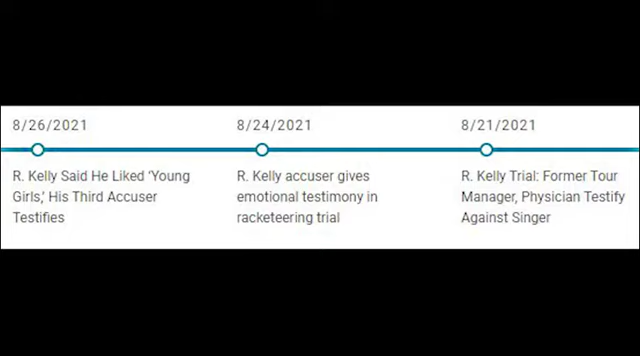 8/26/2021
R. Kelly Said He Liked ‘Young
Girls,’ His Third Accuser
Testifies
8/24/2021
R. Kelly accuser gives
emotional testimony in
racketeering trial
8/21/2021
R. Kelly Trial: Former Tour
Manager, Physician Testify
Against Singer